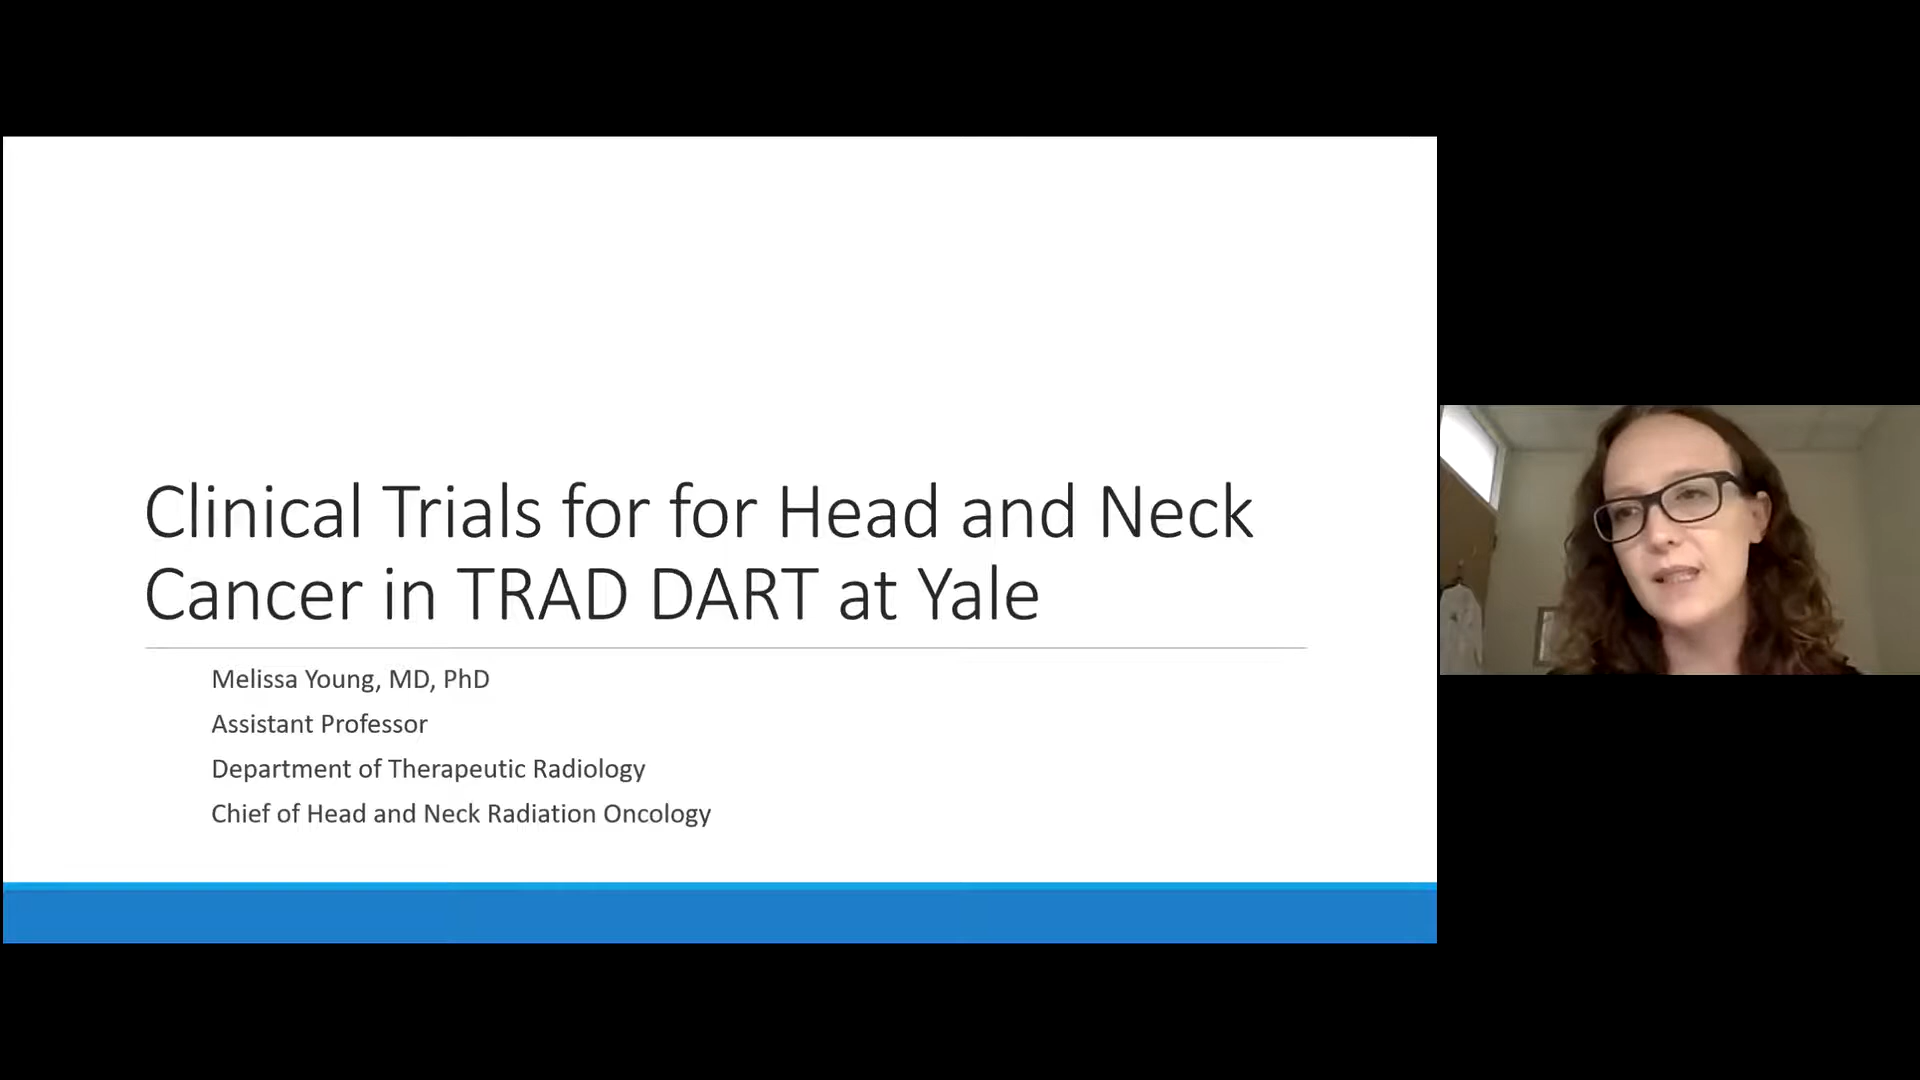 Clinical Trials for for Head and Neck
Cancer in TRAD DART at Yale
Melissa Young, MD, PhD
Assistant Professor
Department of Therapeutic Radiology
Chief of Head and Neck Radiation Oncology